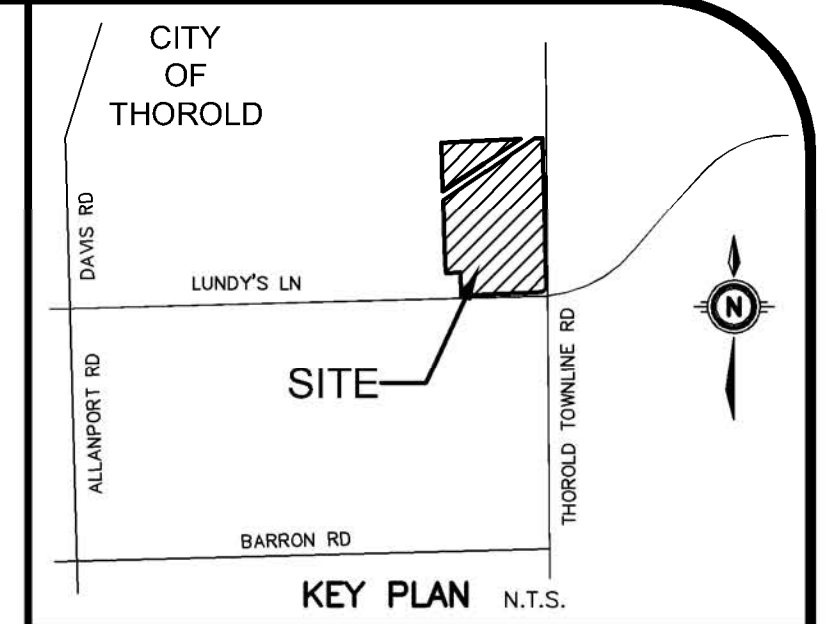 CITY
OF
THOROLD
DAVIS RD
LUNDY'S LN
N
SITE
ALLANPORT RD
THOROLD TOWNLINE RD
BARRON RD
KEY PLAN N.T.S.